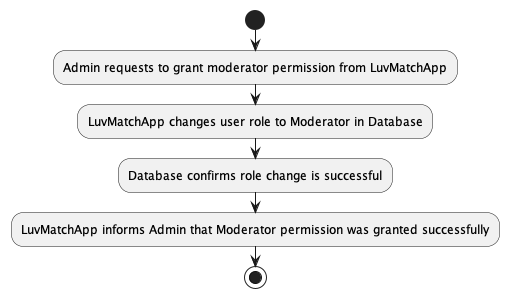 Admin requests to grant moderator permission from LuvMatchApp
LuvMatchApp changes user role to Moderator in Database
Database confirms role change is successful
LuvMatchApp informs Admin that Moderator permission was granted successfully